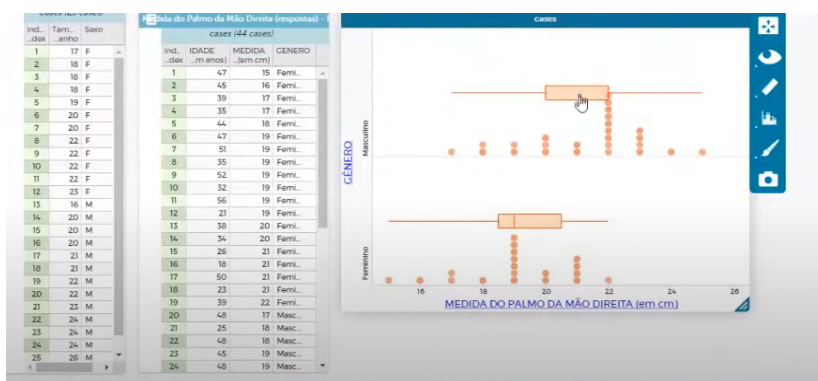 cases (25 cases)
ind... Tam... Sexo
...dex ...anho
1 17 F
2 18 F
3 18 F
4 18 F
5 19 F
6 20 F
7 20 F
8 22 F
9 22 F
10 22 F
11 22 F
12 23 F
13 16 M
14 20 M
15 20 M
16 20 M
17 21 M
18 21 M
19 22 M
20 22 M
21 23 M
22 24 M
23 24 M
24 24 M
25 26 M
dida do Palmo da Mão Direita (respostas) -
cases (44 cases)
Ind... IDADE MEDIDA GENERO
...dex ...m anos) ...(em cm)
1 47 15 Femi...
2 45 16 Femi...
3 39 17 Femi...
4 35 17 Femi...
5 44 18 Femi...
6 47 19 Femi...
7 51 19 Femi...
8 35 19 Femi...
9 52 19 Femi...
10 32 19 Femi...
11 56 19 Femi...
12 21 19 Femi...
13 38 20 Femi...
14 34 20 Femi...
15 26 21 Femi...
16 18 21 Femi...
17 50 21 Femi...
18 23 21 Femi...
19 39 22 Femi...
20 48 17 Masc...
21 25 18 Masc...
22 48 18 Masc...
23 45 19 Masc...
24 48 19 Masc...
cases
GÊNERO
Masculino
Feminino
16 18 20 22 24 26
MEDIDA DO PALMO DA MÃO DIREITA (em cm)